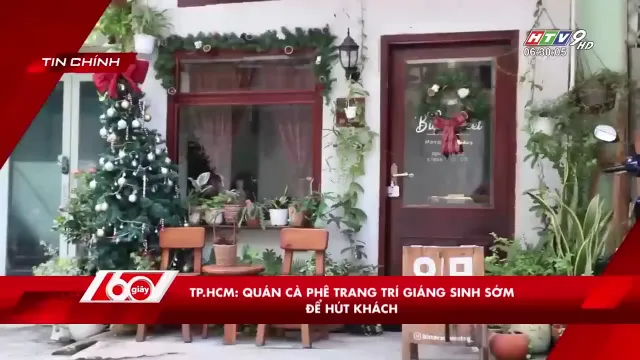 TIN CHÍNH
HTV9 HD
06:30:05
60 giây
TP.HCM: QUÁN CÀ PHÊ TRANG TRÍ GIÁNG SINH SỚM
ĐỂ HÚT KHÁCH